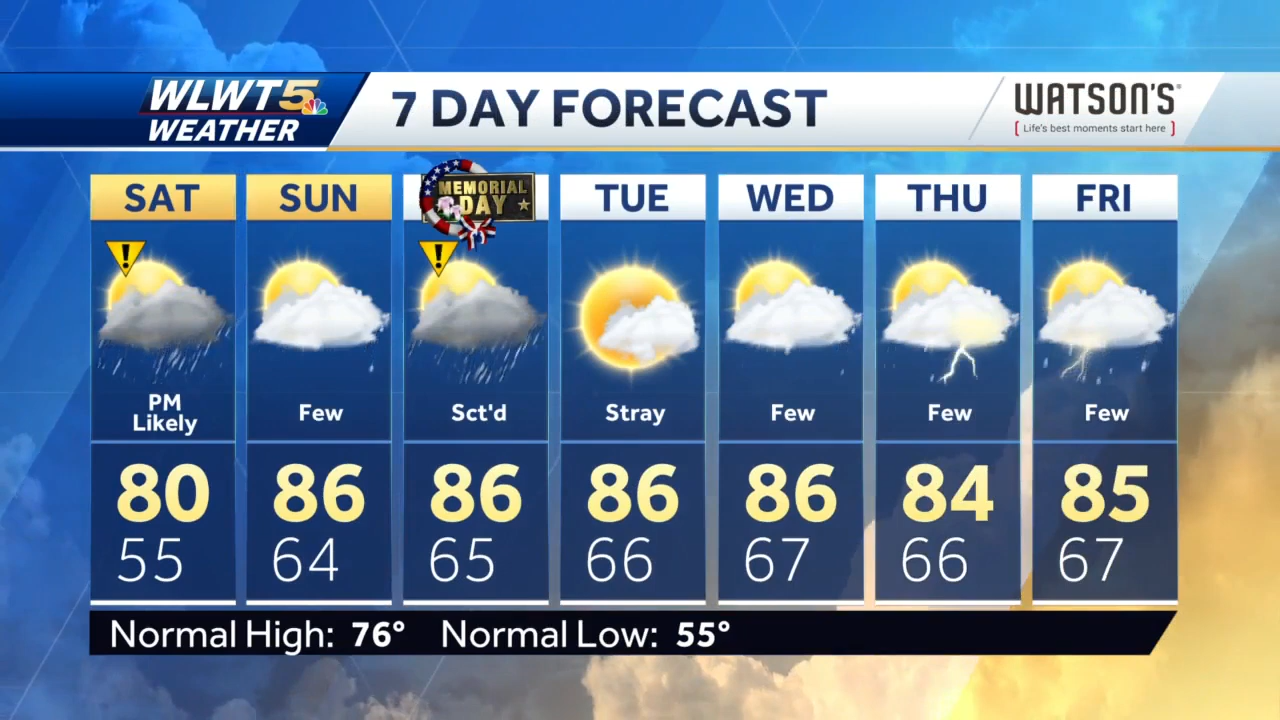 WLWT5
WEATHER
7 DAY FORECAST
WATSON'S®
[ Life's best moments start here ]
SAT
SUN
MEMORIAL
DAY
TUE
WED
THU
FRI
!
!
PM
Likely
Few
Sct'd
Stray
Few
Few
Few
80 86 86 86 86 84 85
55 64 65 66 67 66 67
Normal High: 76° Normal Low: 55°